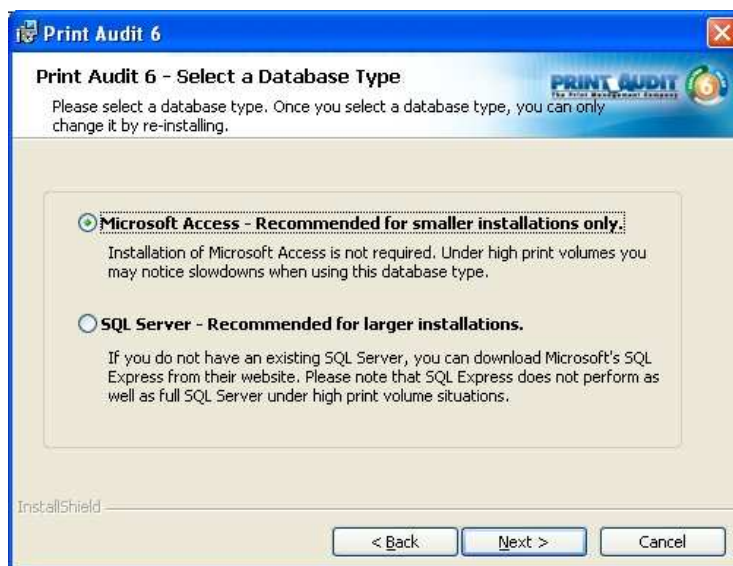 Print Audit 6
Print Audit 6 - Select a Database Type
PRINT AUDIT 6
The Print Management Company
Please select a database type. Once you select a database type, you can only
change it by re-installing.
Microsoft Access - Recommended for smaller installations only.
Installation of Microsoft Access is not required. Under high print volumes you
may notice slowdowns when using this database type.
SQL Server - Recommended for larger installations.
If you do not have an existing SQL Server, you can download Microsoft's SQL
Express from their website. Please note that SQL Express does not perform as
well as full SQL Server under high print volume situations.
InstallShield
< Back
Next >
Cancel